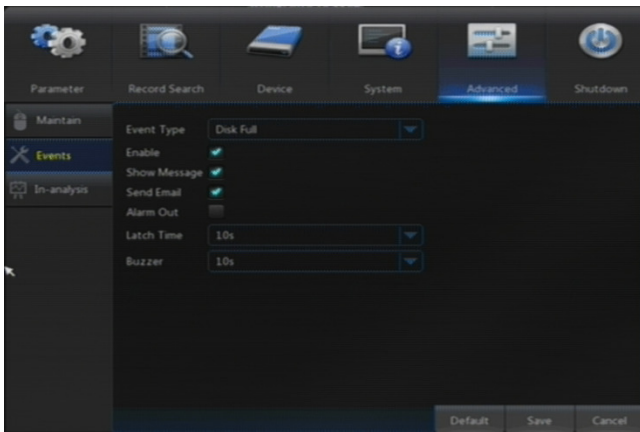 Parameter Record Search Device System Advanced Shutdown
Maintain
Events
In-analysis
Event Type Disk Full
Enable
Show Message
Send Email
Alarm Out
Latch Time 10s
Buzzer 10s
Default Save Cancel